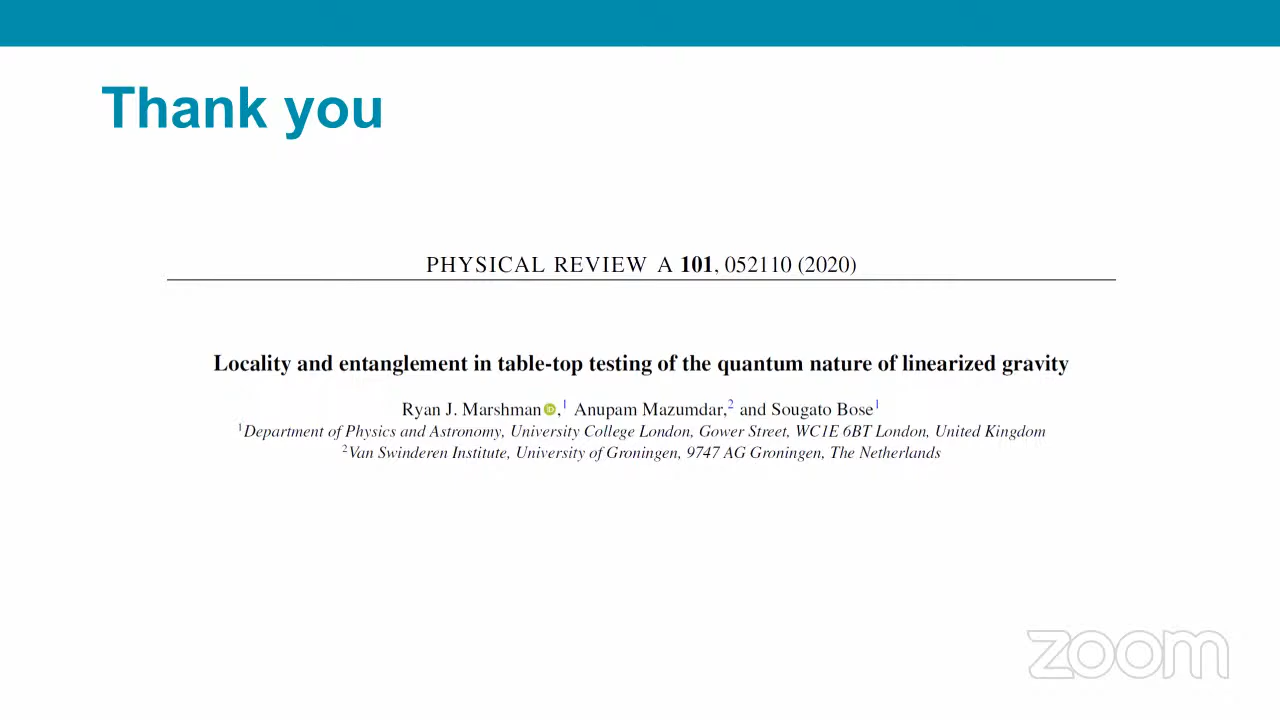 Thank you
PHYSICAL REVIEW A 101, 052110 (2020)
Locality and entanglement in table-top testing of the quantum nature of linearized gravity
Ryan J. Marshman iD,1 Anupam Mazumdar,2 and Sougato Bose1
1Department of Physics and Astronomy, University College London, Gower Street, WC1E 6BT London, United Kingdom
2Van Swinderen Institute, University of Groningen, 9747 AG Groningen, The Netherlands
zoom